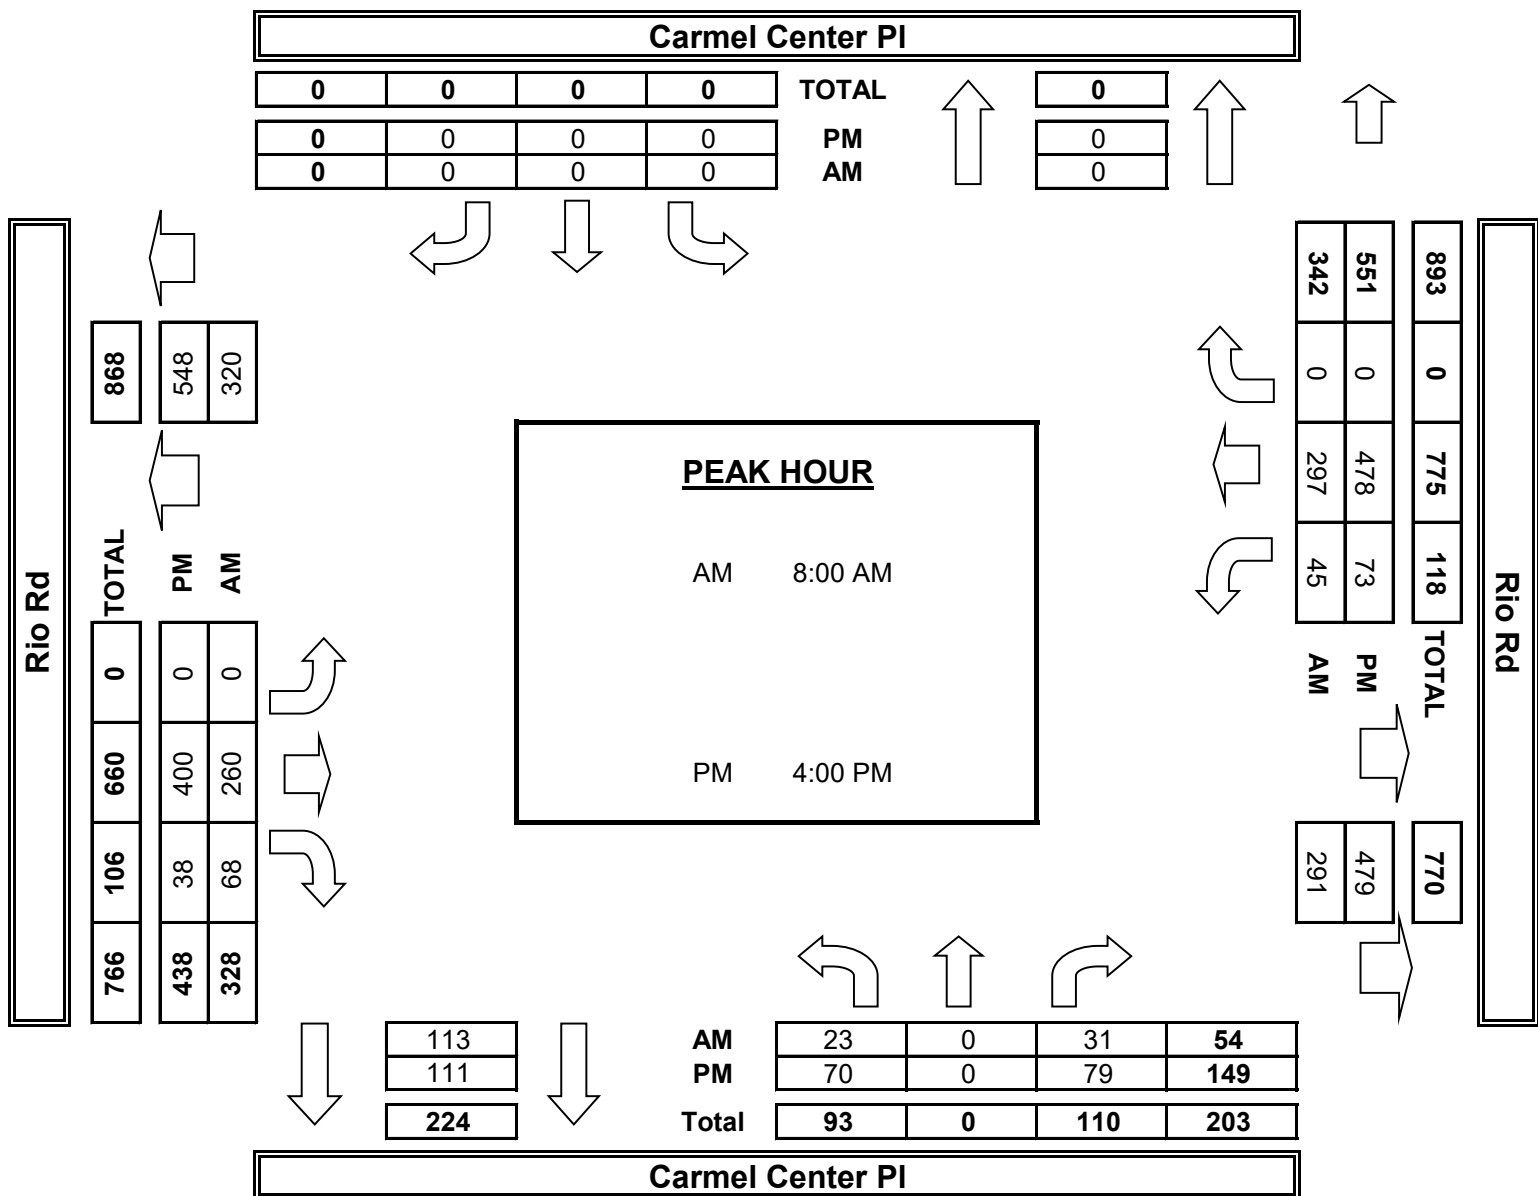 Carmel Center Pl
0 0 0 0 TOTAL 0
0 0 0 0 PM 0
0 0 0 0 AM 0
Rio Rd
868 548 320
TOTAL PM AM
0 0 0
660 400 260
106 38 68
766 438 328
PEAK HOUR
AM 8:00 AM
PM 4:00 PM
342 551 893
0 0 0
297 478 775
45 73 118
AM PM TOTAL
291 479 770
Rio Rd
113 AM 23 0 31 54
111 PM 70 0 79 149
224 Total 93 0 110 203
Carmel Center Pl